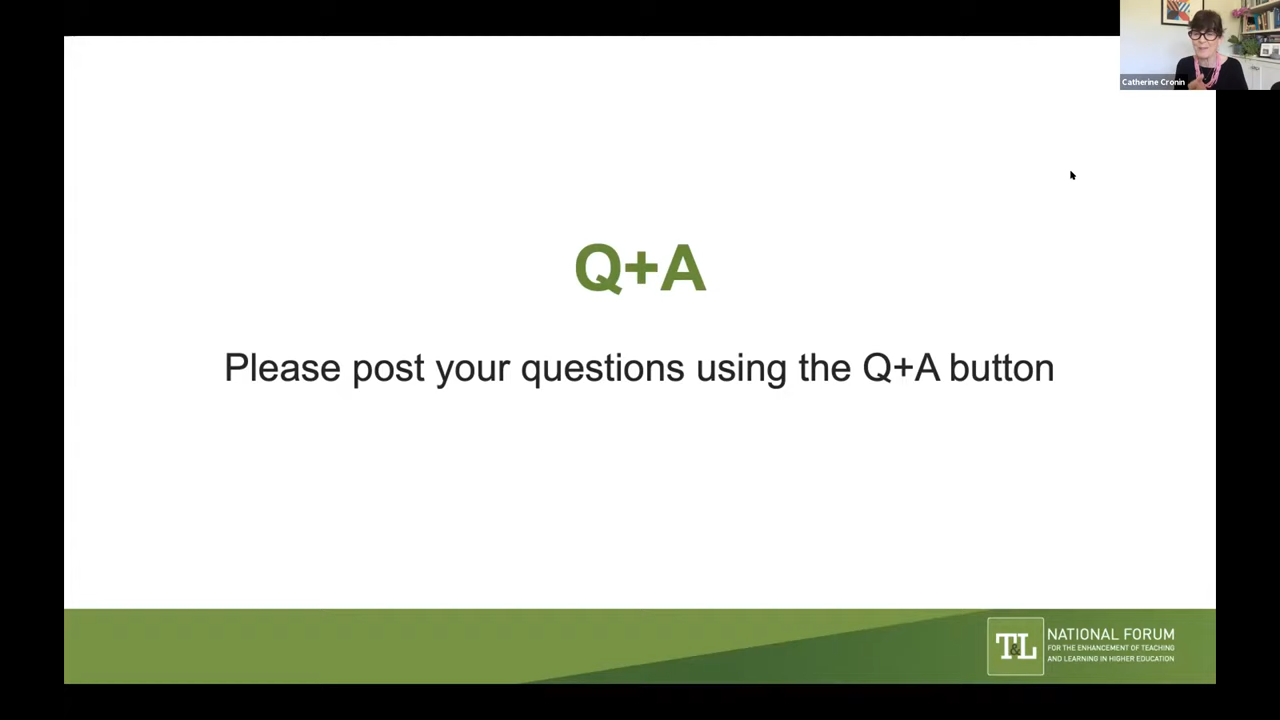 Catherine Cronin
Q+A
Please post your questions using the Q+A button
T&L
NATIONAL FORUM
FOR THE ENHANCEMENT OF TEACHING
AND LEARNING IN HIGHER EDUCATION